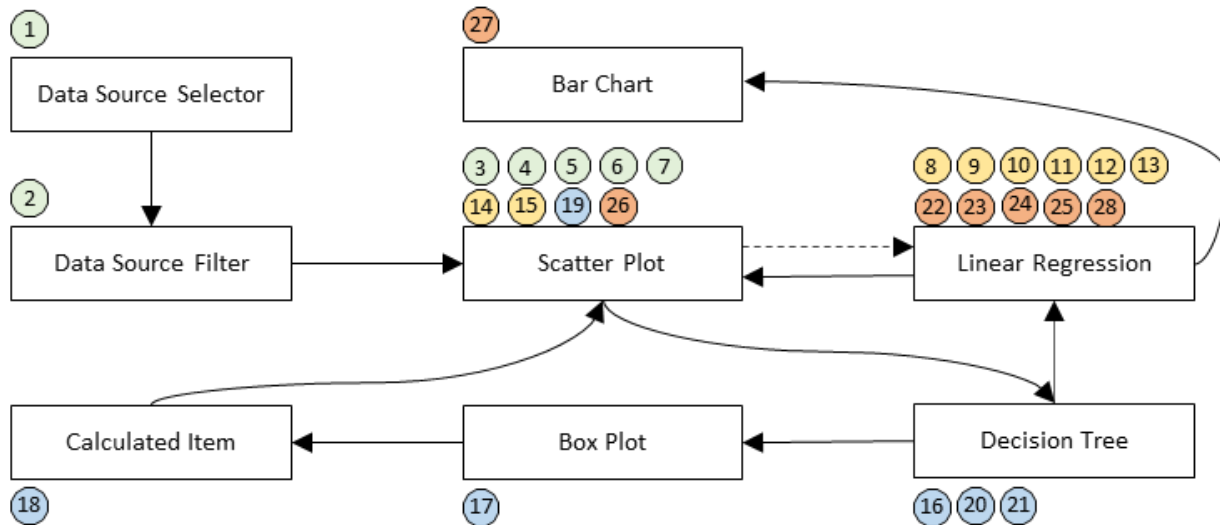 1
27
Data Source Selector
Bar Chart
3 4 5 6 7
8 9 10 11 12 13
2
14 15 19 26
22 23 24 25 28
Data Source Filter
Scatter Plot
Linear Regression
Calculated Item
Box Plot
Decision Tree
18
17
16 20 21